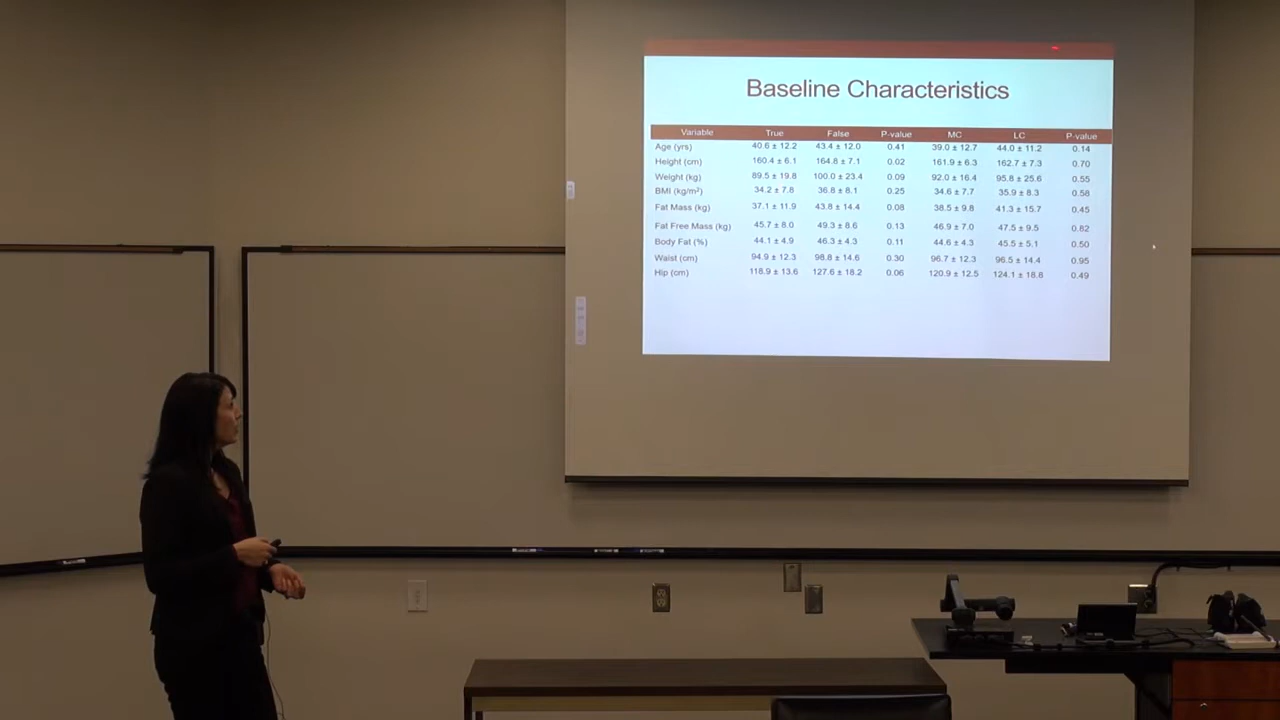 Baseline Characteristics
Variable True False P-value MC LC P-value
Age (yrs) 40.6 ± 12.2 43.4 ± 12.0 0.41 39.0 ± 12.7 44.0 ± 11.2 0.14
Height (cm) 160.4 ± 6.1 164.8 ± 7.1 0.02 161.9 ± 6.3 162.7 ± 7.3 0.70
Weight (kg) 89.5 ± 19.8 100.0 ± 23.4 0.09 92.0 ± 16.4 95.8 ± 25.6 0.55
BMI (kg/m²) 34.2 ± 7.8 36.8 ± 8.1 0.25 34.6 ± 7.7 35.9 ± 8.3 0.58
Fat Mass (kg) 37.1 ± 11.9 43.8 ± 14.4 0.08 38.5 ± 9.8 41.3 ± 15.7 0.45
Fat Free Mass (kg) 45.7 ± 8.0 49.3 ± 8.6 0.13 46.9 ± 7.0 47.5 ± 9.5 0.82
Body Fat (%) 44.1 ± 4.9 46.3 ± 4.3 0.11 44.6 ± 4.3 45.5 ± 5.1 0.50
Waist (cm) 94.9 ± 12.3 98.8 ± 14.6 0.30 96.7 ± 12.3 96.5 ± 14.4 0.95
Hip (cm) 118.9 ± 13.6 127.6 ± 18.2 0.06 120.9 ± 12.5 124.1 ± 18.8 0.49